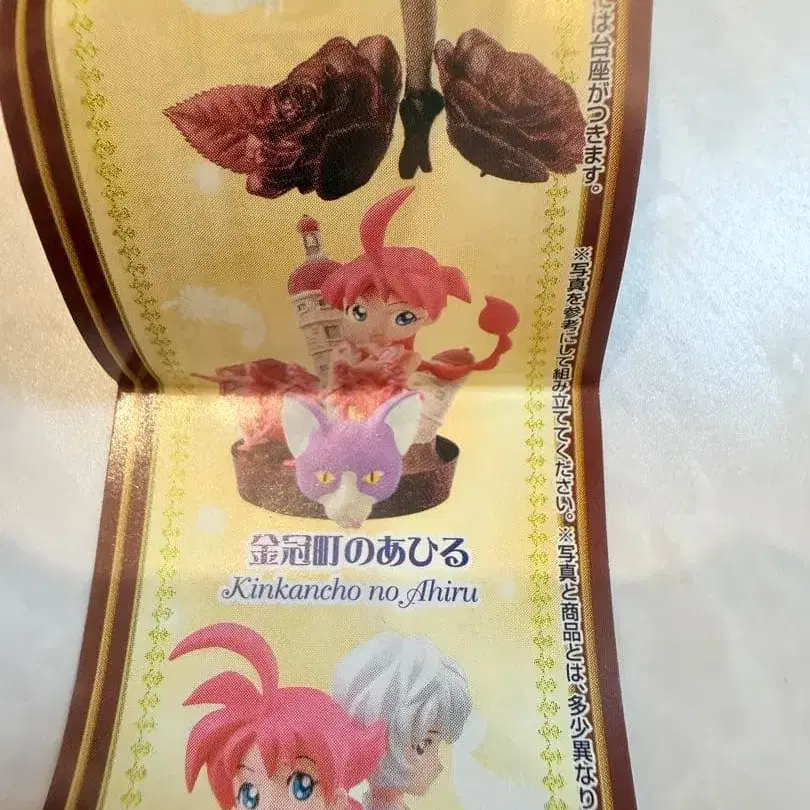 は台座がつきます。
※写真を参考にして組み立ててください。※写真と商品とは、多少異なり
金冠町のあひる
Kinkancho no Ahiru